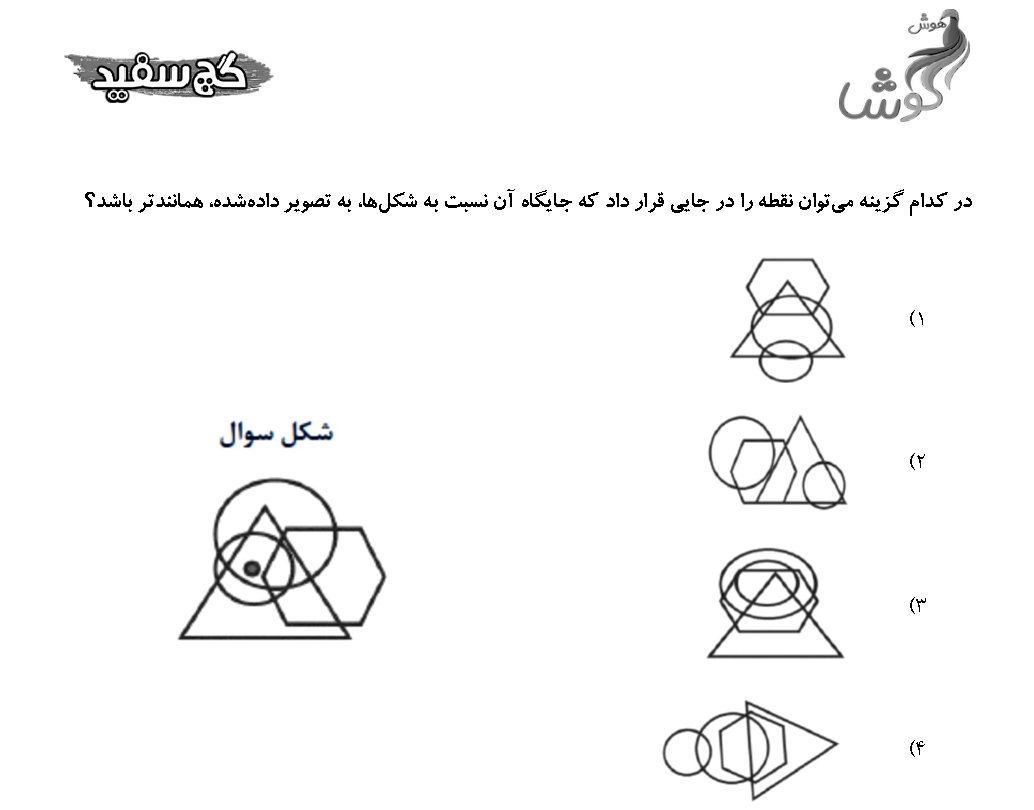 هوش
گوشا
گچ سفید
در کدام گزینه می‌توان نقطه را در جایی قرار داد که جایگاه آن نسبت به شکل‌ها، به تصویر داده‌شده، همانندتر باشد؟
۱)
شکل سوال
۲)
۳)
۴)